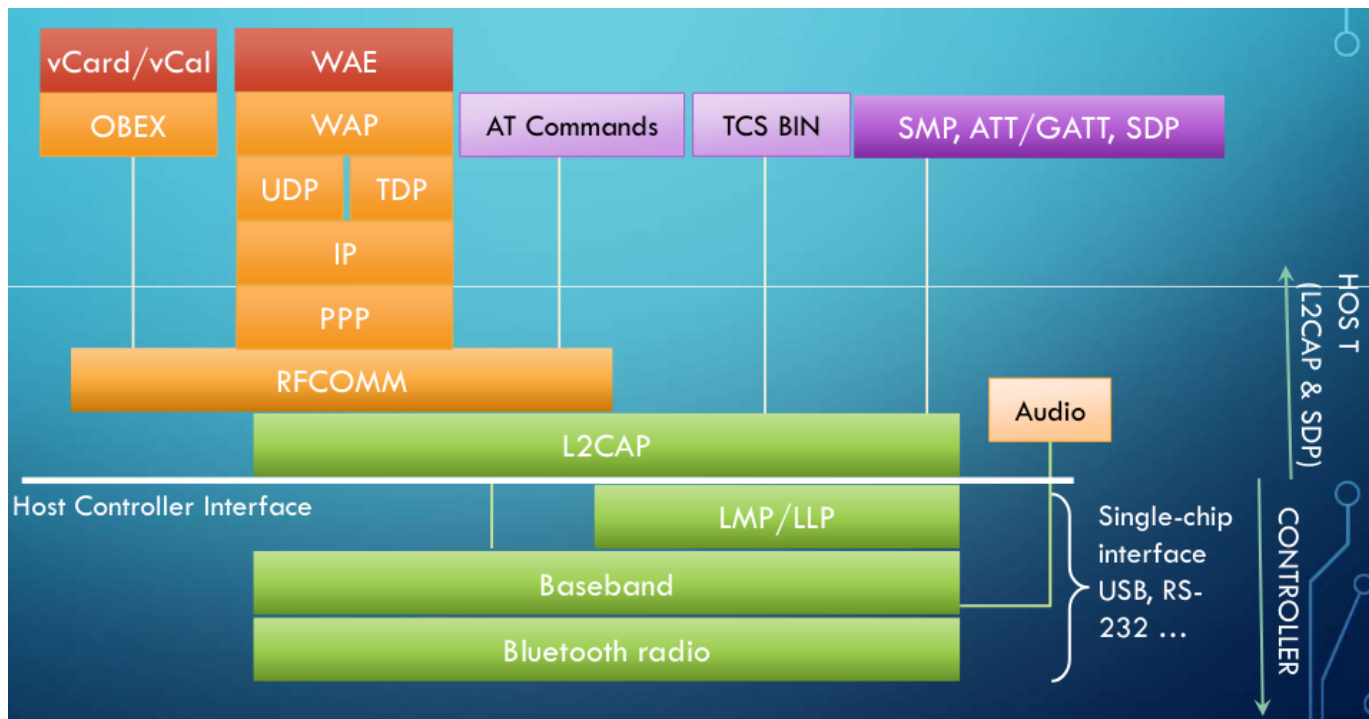 vCard/vCal
WAE
OBEX
WAP
AT Commands
TCS BIN
SMP, ATT/GATT, SDP
UDP
TDP
IP
PPP
RFCOMM
Audio
L2CAP
HOS T
(L2CAP & SDP)
Host Controller Interface
LMP/LLP
Single-chip
interface
USB, RS-
232 ...
CONTROLLER
Baseband
Bluetooth radio